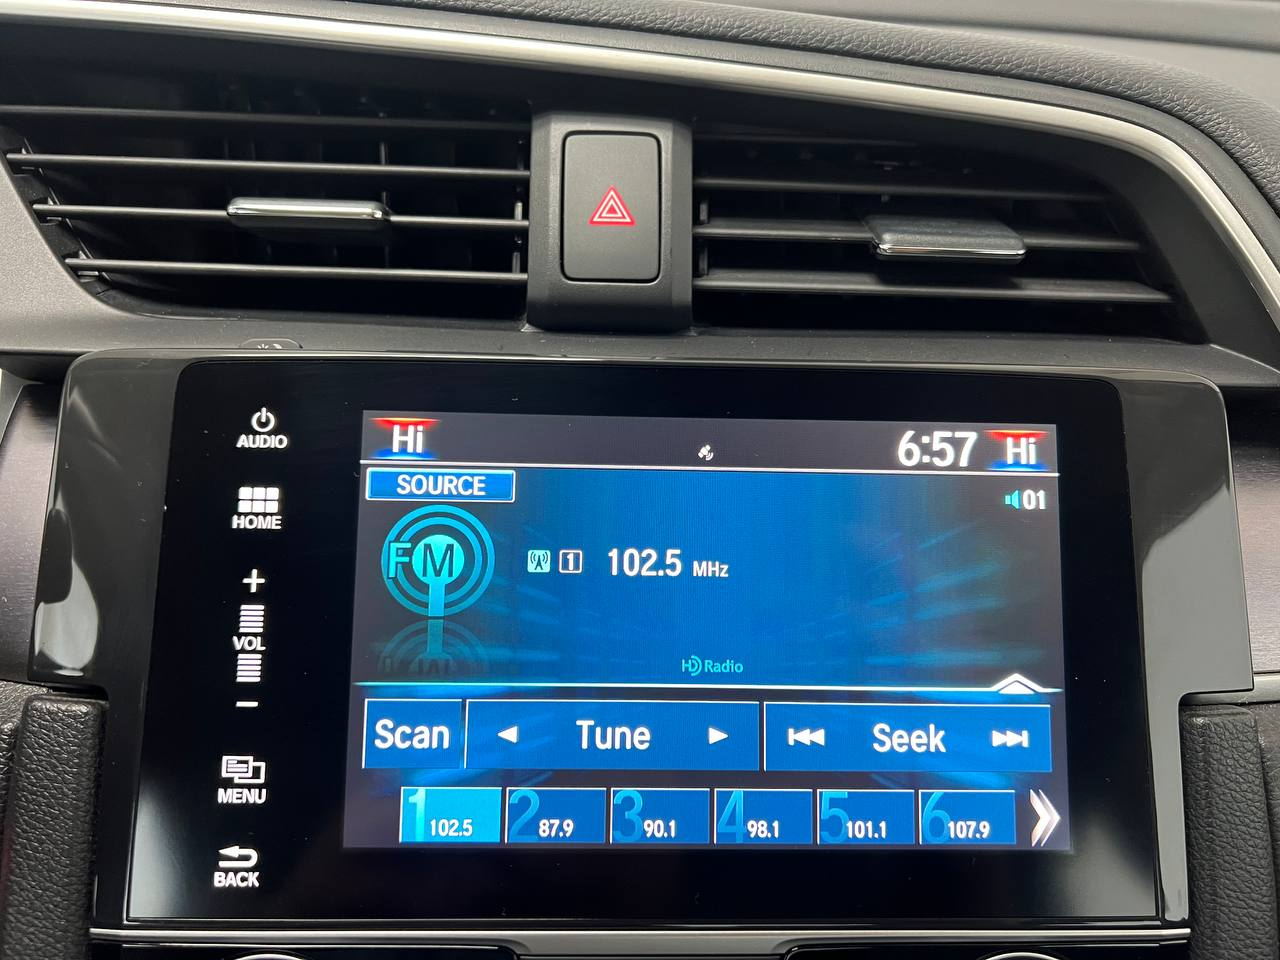 AUDIO
HOME
+
VOL
−
MENU
BACK
Hi
6:57
Hi
SOURCE
01
FM
1
102.5 MHz
HD Radio
Scan
Tune
Seek
1 102.5
2 87.9
3 90.1
4 98.1
5 101.1
6 107.9